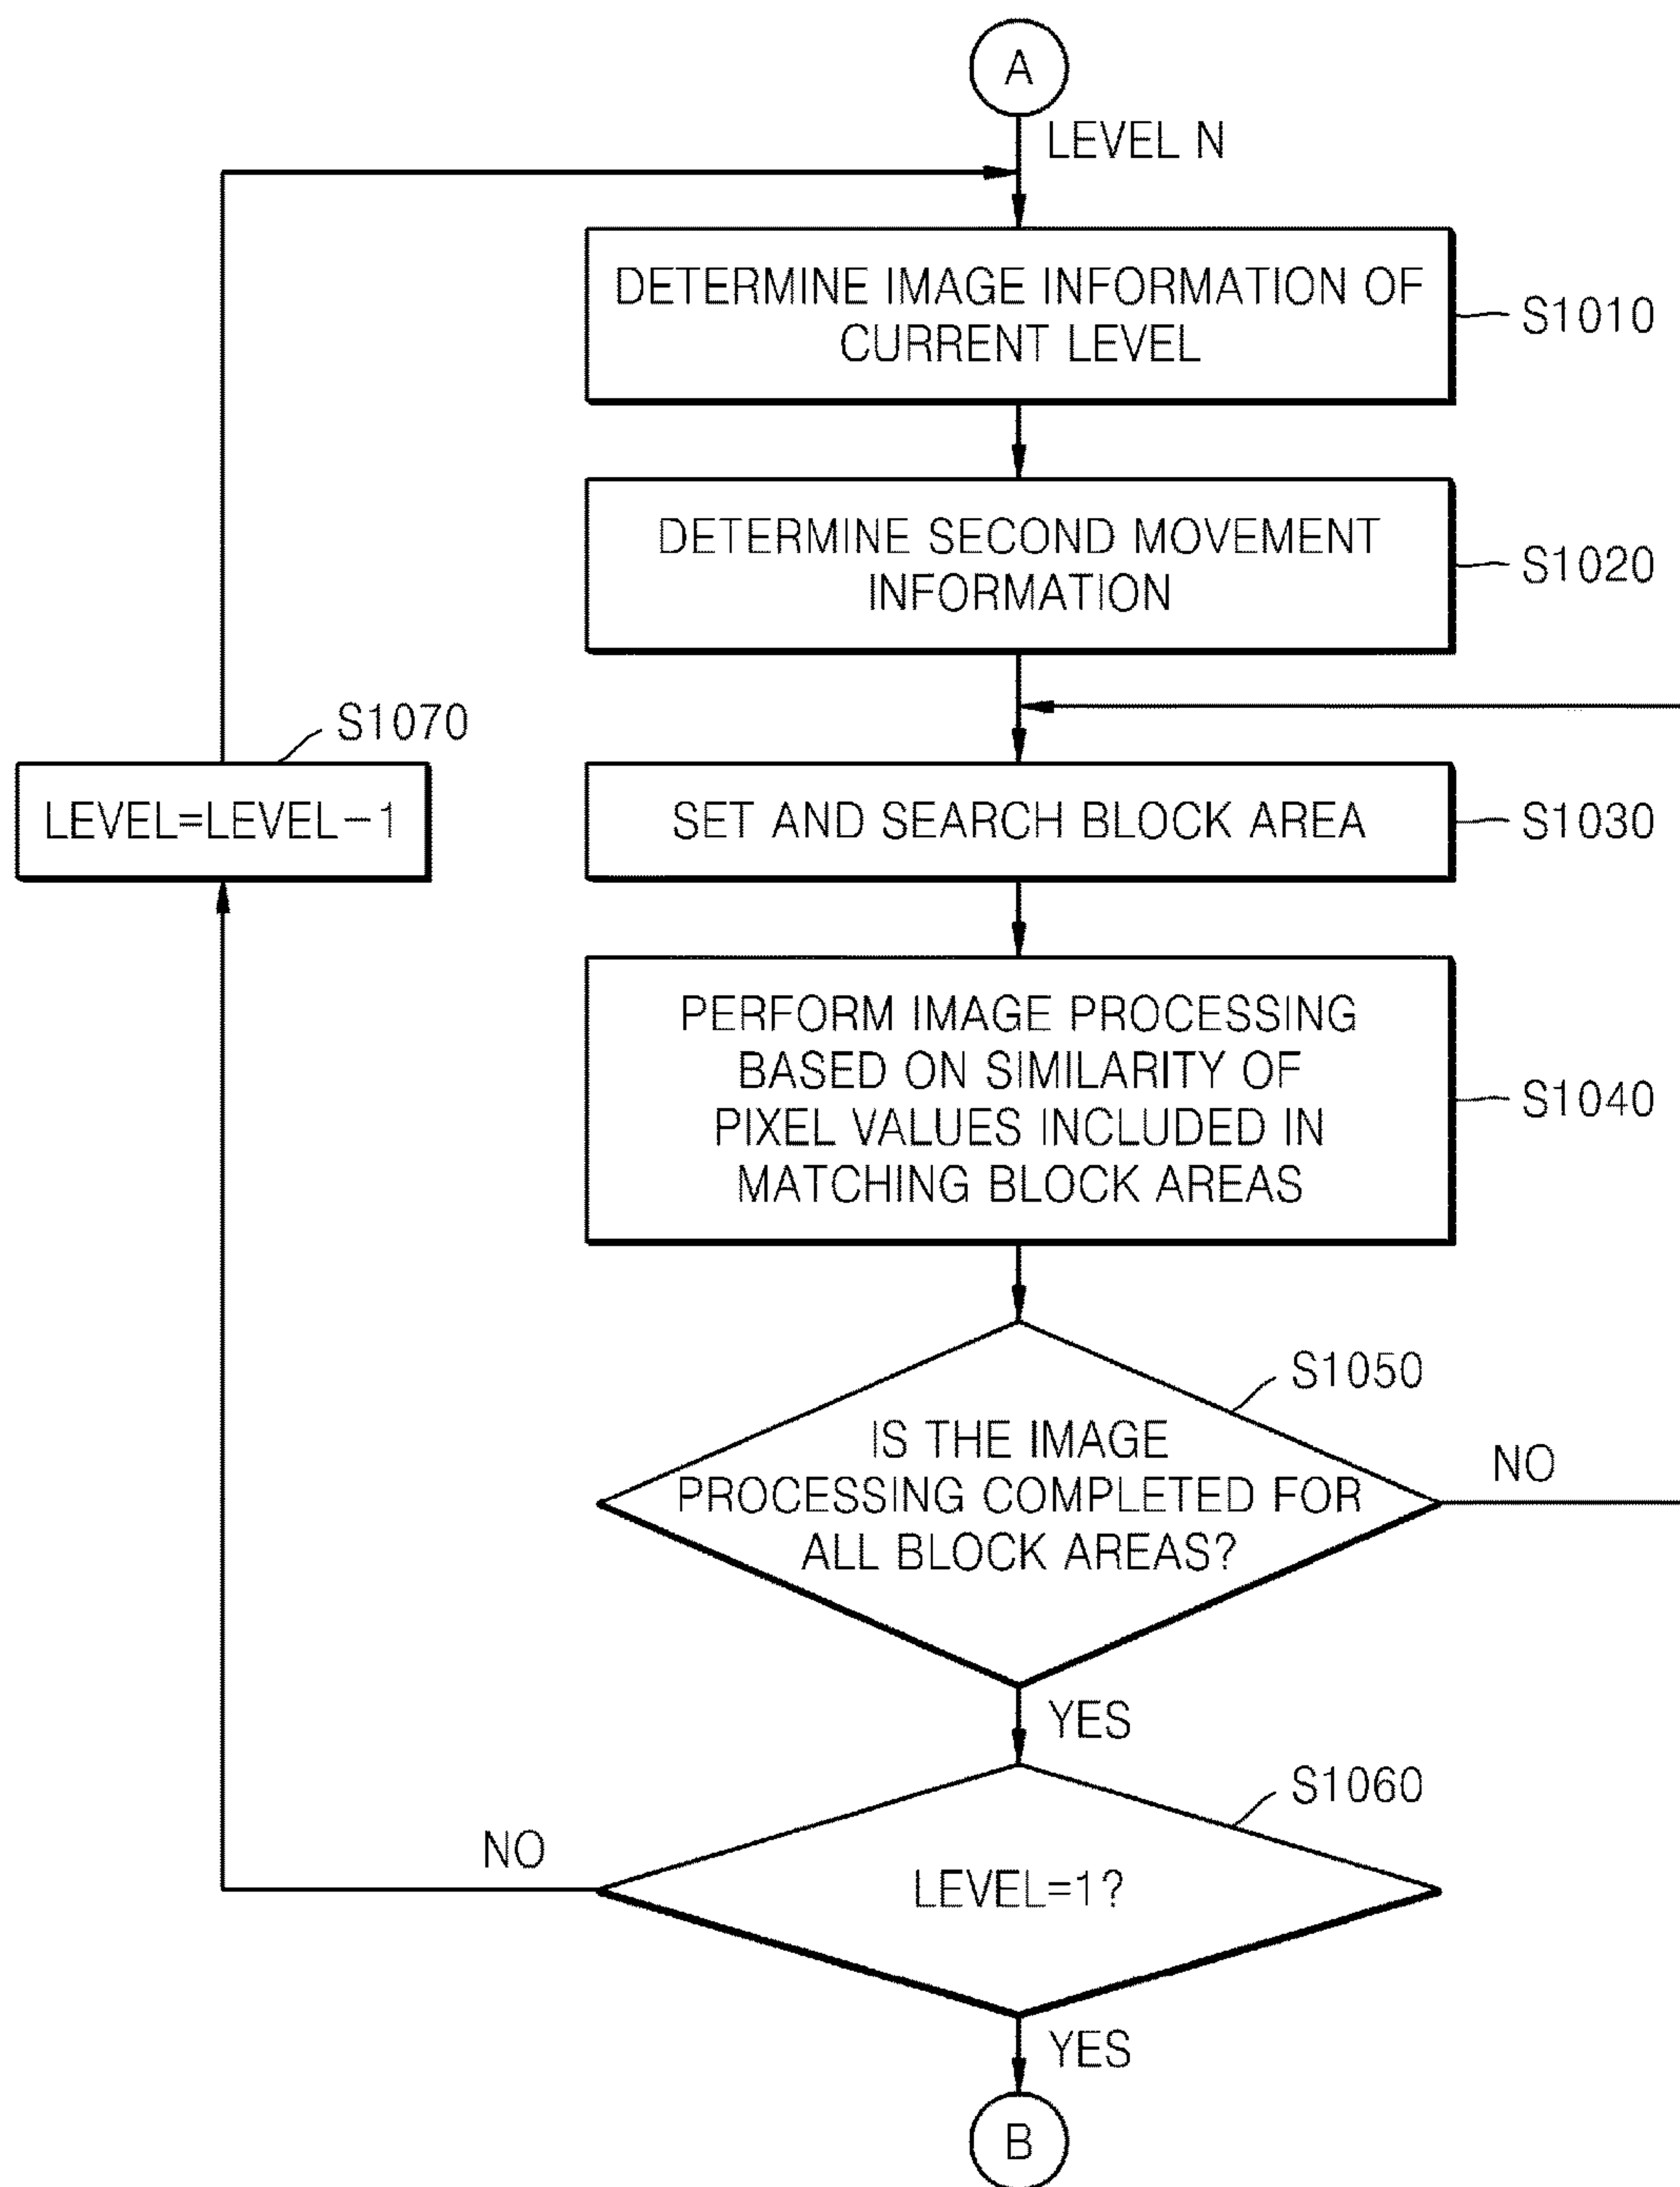 A
LEVEL N
DETERMINE IMAGE INFORMATION OF
CURRENT LEVEL
S1010
DETERMINE SECOND MOVEMENT
INFORMATION
S1020
S1070
LEVEL=LEVEL-1
SET AND SEARCH BLOCK AREA
S1030
PERFORM IMAGE PROCESSING
BASED ON SIMILARITY OF
PIXEL VALUES INCLUDED IN
MATCHING BLOCK AREAS
S1040
S1050
IS THE IMAGE
PROCESSING COMPLETED FOR
ALL BLOCK AREAS?
NO
YES
S1060
NO
LEVEL=1?
YES
B